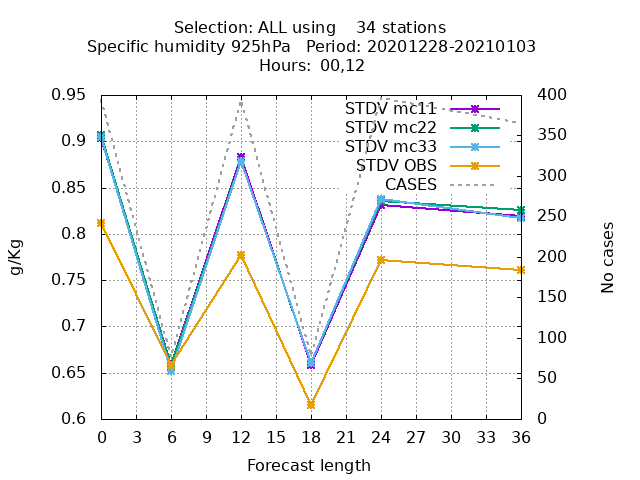 Selection: ALL using    34 stations
Specific humidity 925hPa   Period: 20201228-20210103
Hours:  00,12
STDV mc11
STDV mc22
STDV mc33
STDV OBS
CASES
0.95
0.9
0.85
0.8
0.75
0.7
0.65
0.6
g/Kg
400
350
300
250
200
150
100
50
0
No cases
0 3 6 9 12 15 18 21 24 27 30 33 36
Forecast length